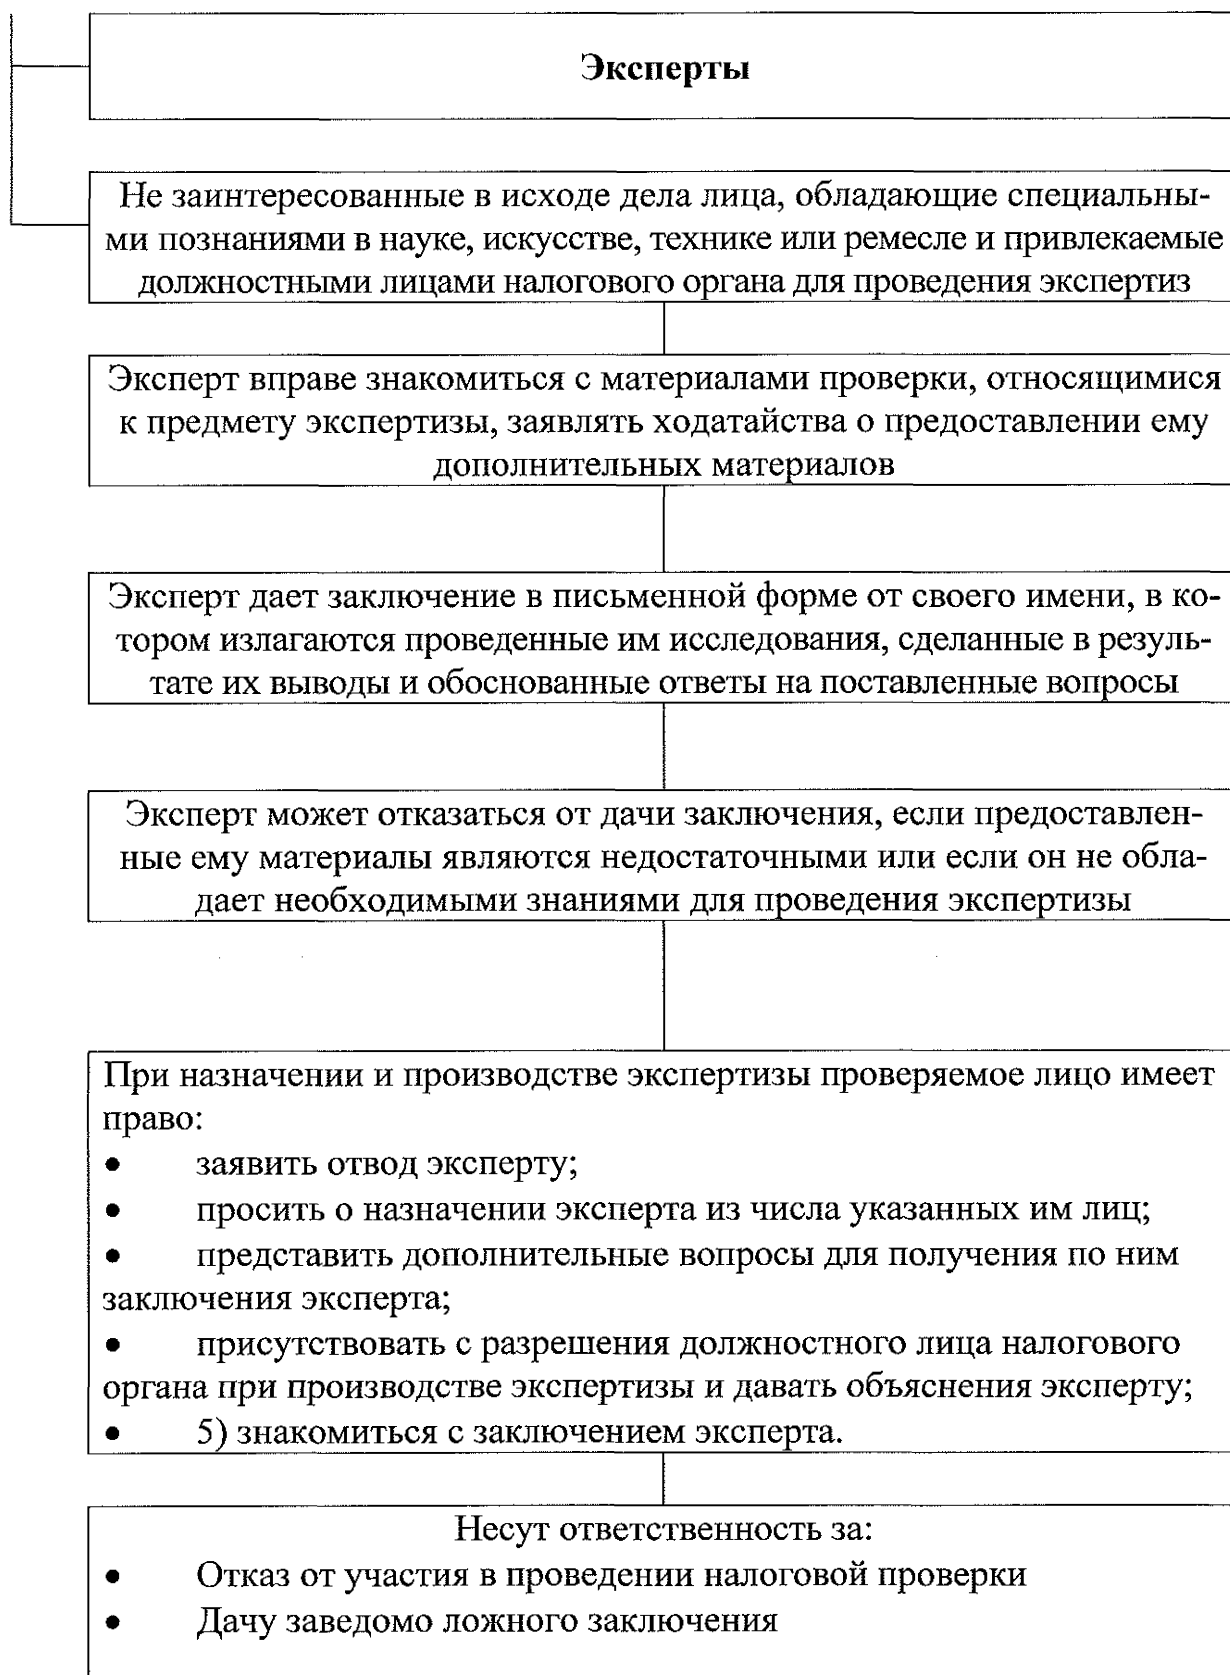 Эксперты
Не заинтересованные в исходе дела лица, обладающие специальны-
ми познаниями в науке, искусстве, технике или ремесле и привлекаемые
должностными лицами налогового органа для проведения экспертиз
Эксперт вправе знакомиться с материалами проверки, относящимися
к предмету экспертизы, заявлять ходатайства о предоставлении ему
дополнительных материалов
Эксперт дает заключение в письменной форме от своего имени, в ко-
тором излагаются проведенные им исследования, сделанные в резуль-
тате их выводы и обоснованные ответы на поставленные вопросы
Эксперт может отказаться от дачи заключения, если предоставлен-
ные ему материалы являются недостаточными или если он не обла-
дает необходимыми знаниями для проведения экспертизы
При назначении и производстве экспертизы проверяемое лицо имеет
право:
• заявить отвод эксперту;
• просить о назначении эксперта из числа указанных им лиц;
• представить дополнительные вопросы для получения по ним
заключения эксперта;
• присутствовать с разрешения должностного лица налогового
органа при производстве экспертизы и давать объяснения эксперту;
• 5) знакомиться с заключением эксперта.
Несут ответственность за:
• Отказ от участия в проведении налоговой проверки
• Дачу заведомо ложного заключения